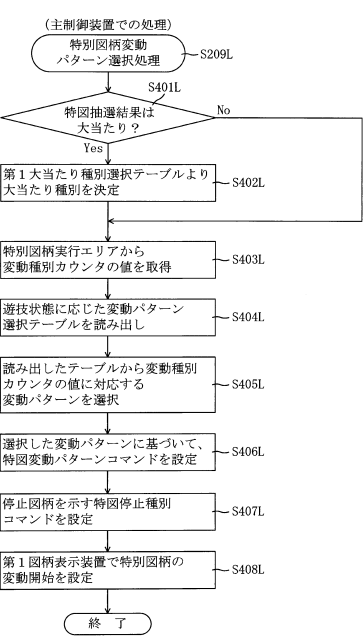 (主制御装置での処理)
特別図柄変動
パターン選択処理
S209L
S401L
特図抽選結果は
大当たり？
No
Yes
第１大当たり種別選択テーブルより
大当たり種別を決定
S402L
特別図柄実行エリアから
変動種別カウンタの値を取得
S403L
遊技状態に応じた変動パターン
選択テーブルを読み出し
S404L
読み出したテーブルから変動種別
カウンタの値に対応する
変動パターンを選択
S405L
選択した変動パターンに基づいて、
特図変動パターンコマンドを設定
S406L
停止図柄を示す特図停止種別
コマンドを設定
S407L
第１図柄表示装置で特別図柄の
変動開始を設定
S408L
終 了